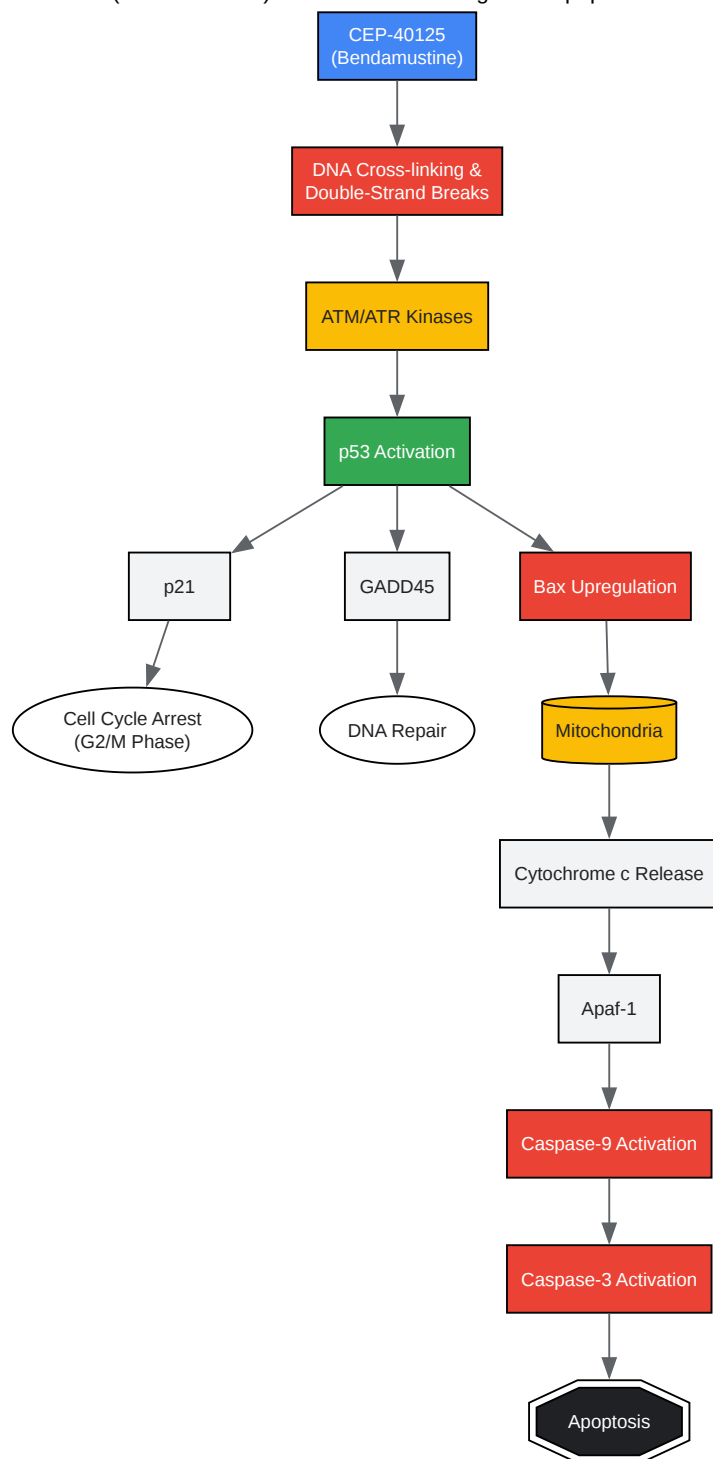 CEP-40125
(Bendamustine)
DNA Cross-linking &
Double-Strand Breaks
ATM/ATR Kinases
p53 Activation
p21
GADD45
Bax Upregulation
Cell Cycle Arrest
(G2/M Phase)
DNA Repair
Mitochondria
Cytochrome c Release
Apaf-1
Caspase-9 Activation
Caspase-3 Activation
Apoptosis